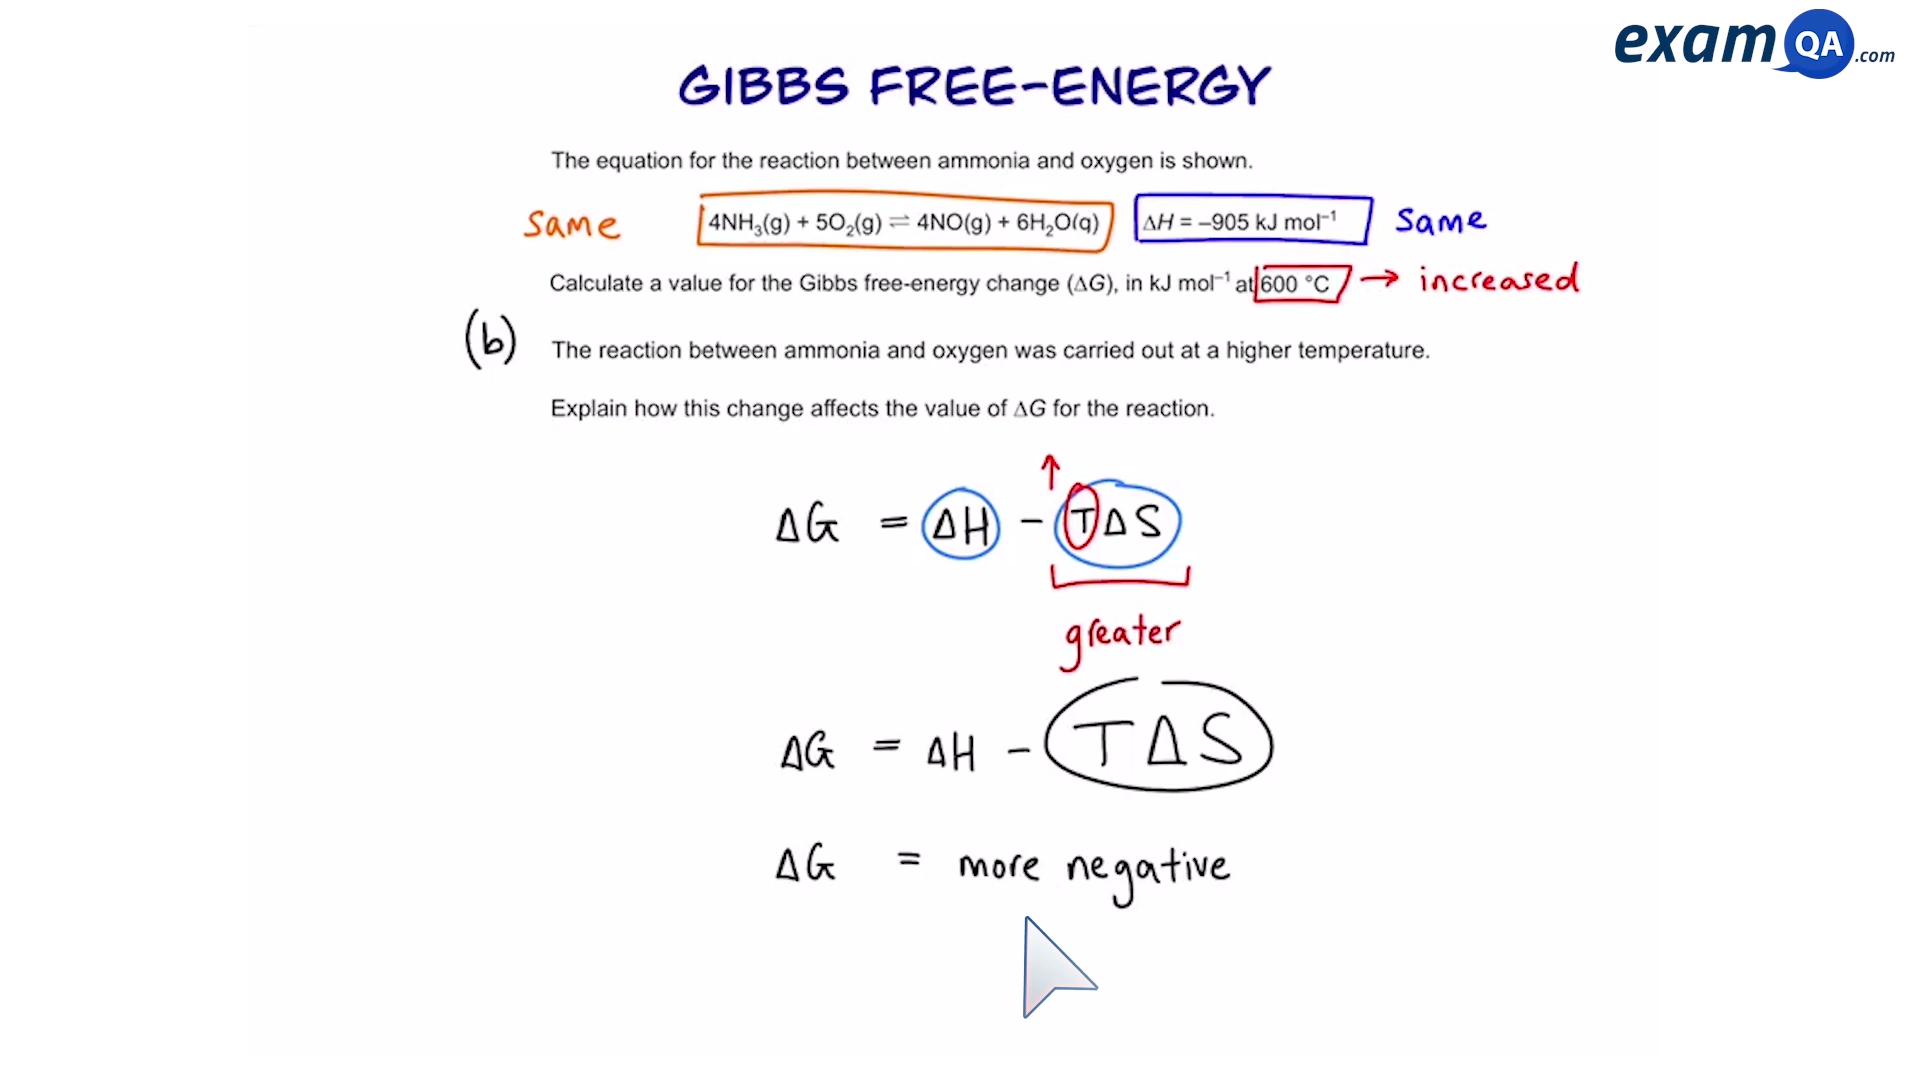 exam QA .com
GIBBS FREE-ENERGY
The equation for the reaction between ammonia and oxygen is shown.
Same 4NH₃(g) + 5O₂(g) ⇌ 4NO(g) + 6H₂O(g) ΔH = –905 kJ mol⁻¹ Same
Calculate a value for the Gibbs free-energy change (ΔG), in kJ mol⁻¹ at 600 °C → increased
(b) The reaction between ammonia and oxygen was carried out at a higher temperature.
Explain how this change affects the value of ΔG for the reaction.
↑
ΔG = ΔH – TΔS
greater
ΔG = ΔH – TΔS
ΔG = more negative